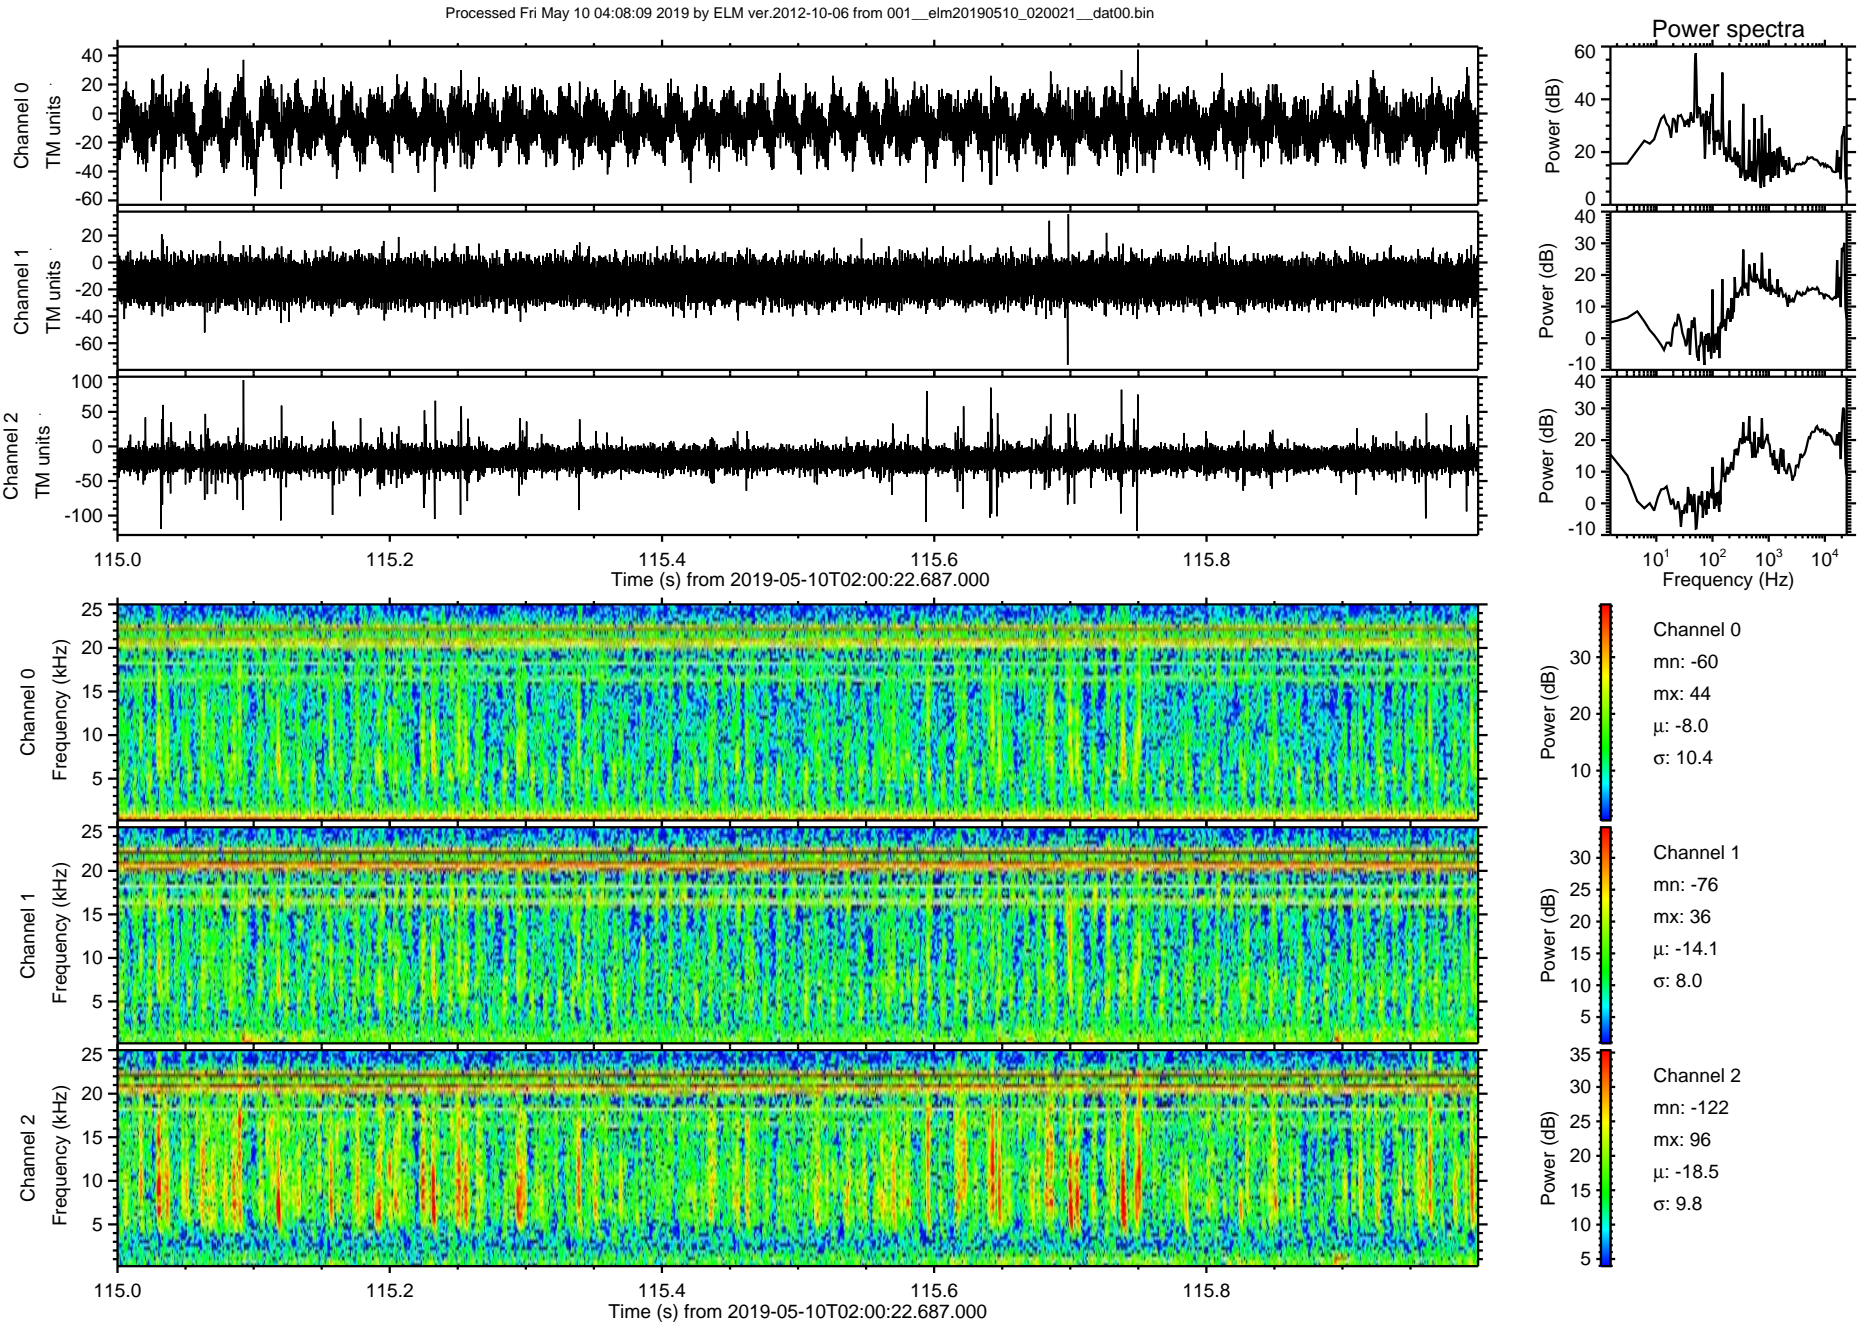 Processed Fri May 10 04:08:09 2019 by ELM ver.2012-10-06 from 001__elm20190510_020021__dat00.bin
Power spectra
Channel 0
TM units
40
20
0
-20
-40
-60
Power (dB)
60
40
20
0
Channel 1
TM units
20
0
-20
-40
-60
Power (dB)
40
30
20
10
0
-10
Channel 2
TM units
100
50
0
-50
-100
Power (dB)
40
30
20
10
0
-10
115.0 115.2 115.4 115.6 115.8
Time (s) from 2019-05-10T02:00:22.687.000
10^1 10^2 10^3 10^4
Frequency (Hz)
Channel 0
Frequency (kHz)
25
20
15
10
5
Power (dB)
30
20
10
Channel 0
mn: -60
mx: 44
μ: -8.0
σ: 10.4
Channel 1
Frequency (kHz)
25
20
15
10
5
Power (dB)
30
25
20
15
10
5
Channel 1
mn: -76
mx: 36
μ: -14.1
σ: 8.0
Channel 2
Frequency (kHz)
25
20
15
10
5
Power (dB)
35
30
25
20
15
10
5
Channel 2
mn: -122
mx: 96
μ: -18.5
σ: 9.8
115.0 115.2 115.4 115.6 115.8
Time (s) from 2019-05-10T02:00:22.687.000